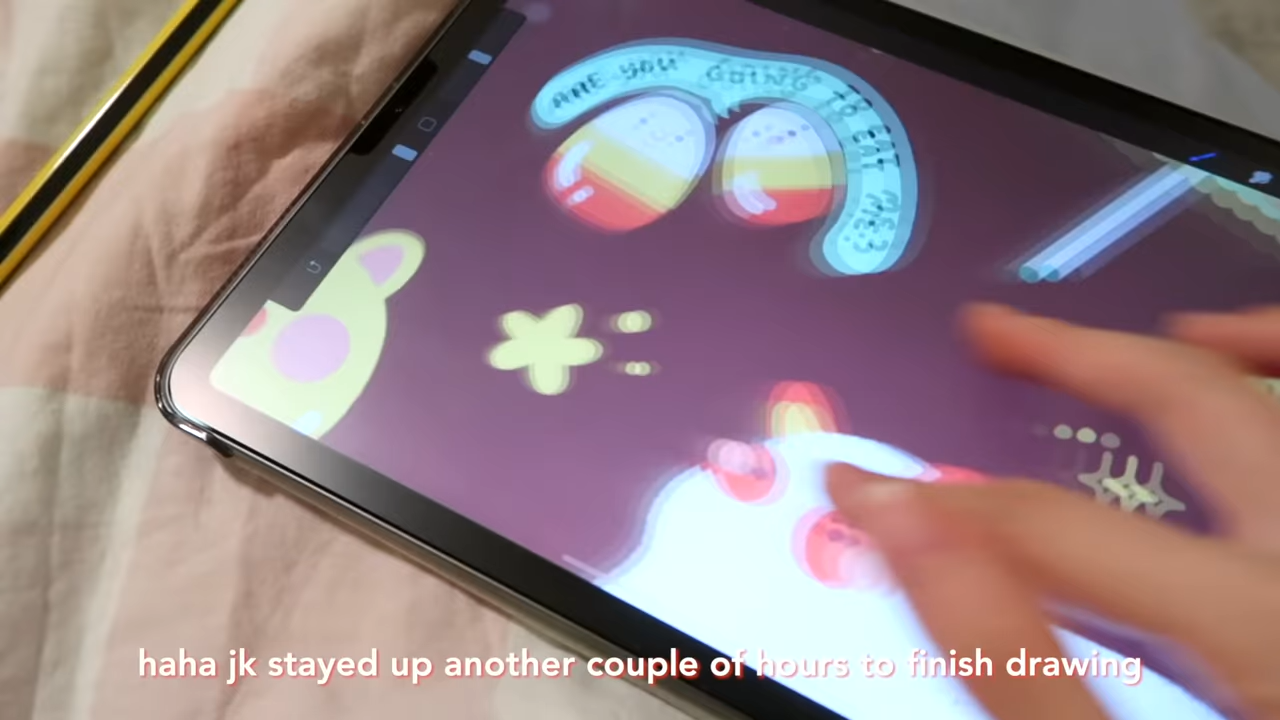 ARE YOU GOING TO EAT ME??
haha jk stayed up another couple of hours to finish drawing